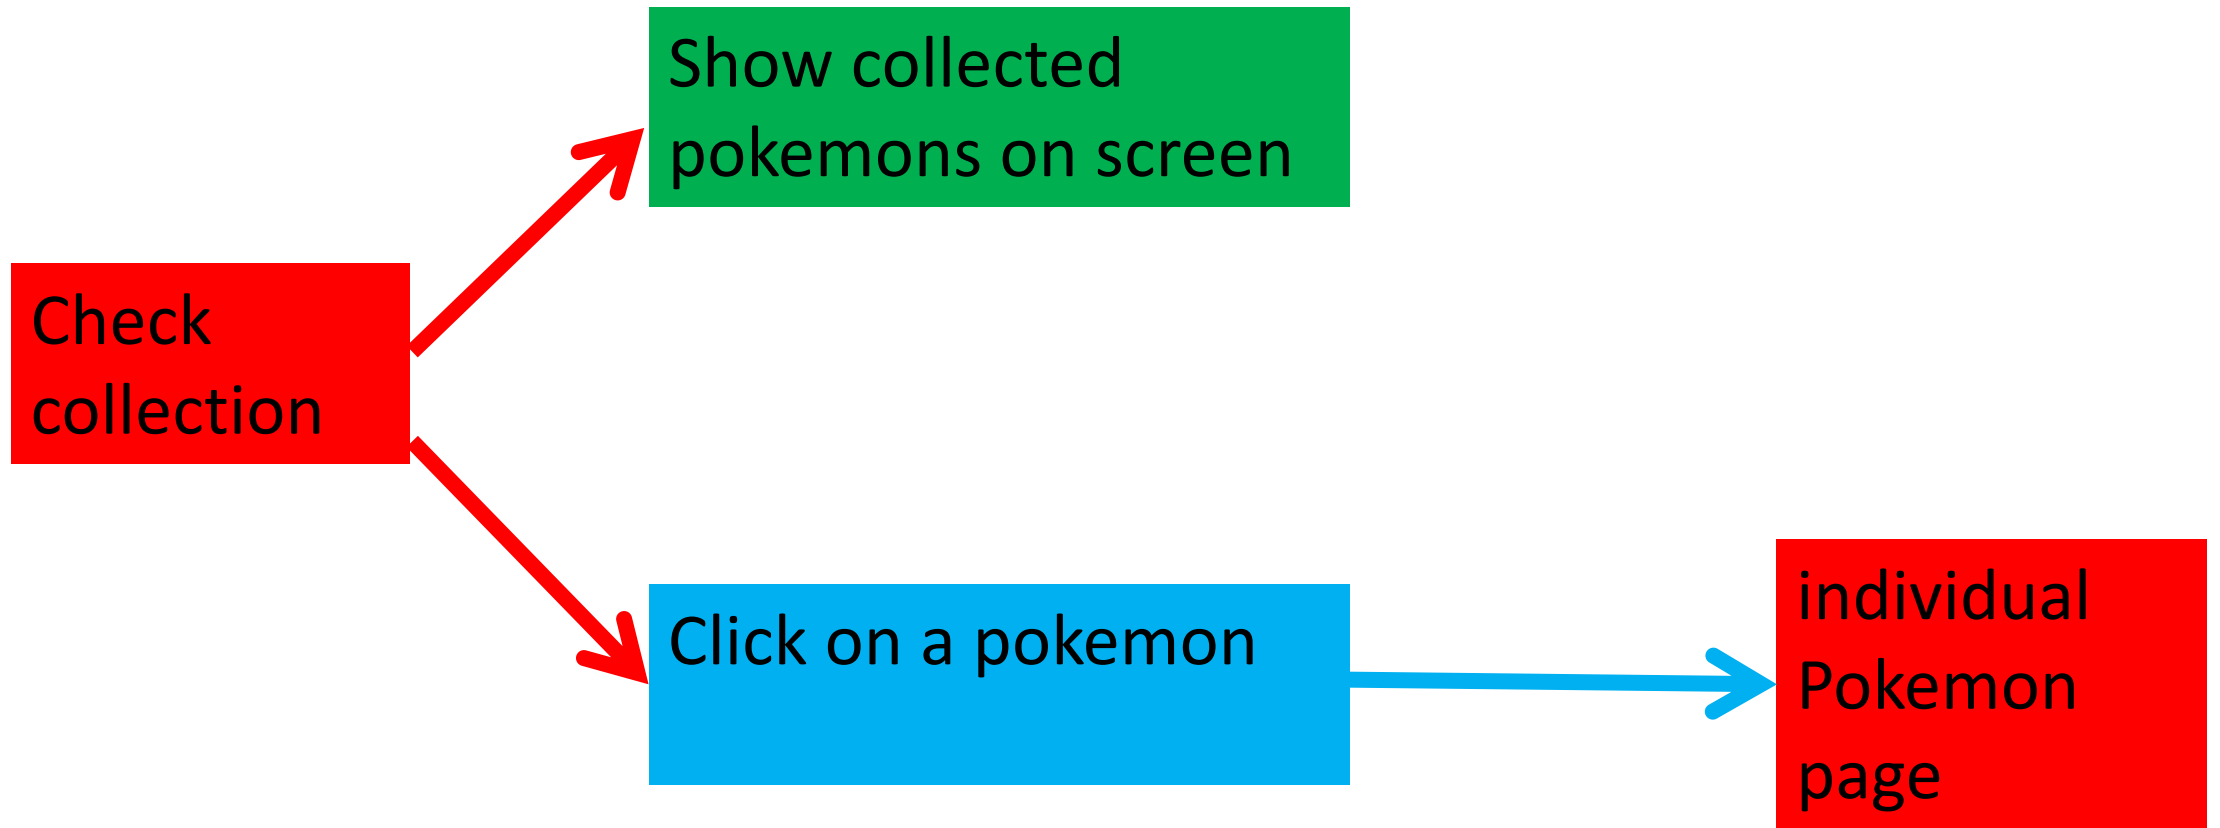 Show collected
pokemons on screen
Check
collection
Click on a pokemon
individual
Pokemon
page